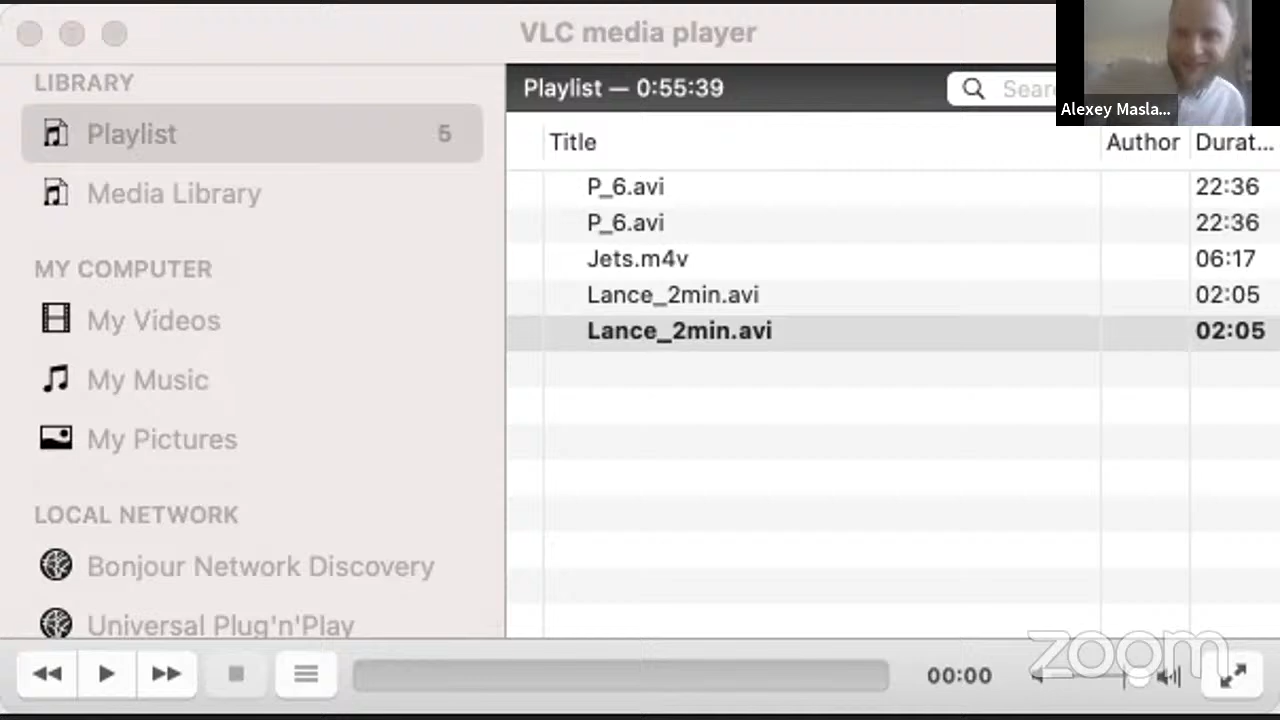 VLC media player
LIBRARY
Playlist 5
Media Library
MY COMPUTER
My Videos
My Music
My Pictures
LOCAL NETWORK
Bonjour Network Discovery
Universal Plug'n'Play
Playlist — 0:55:39
Sear
Alexey Masla...
Title Author Durat...
P_6.avi 22:36
P_6.avi 22:36
Jets.m4v 06:17
Lance_2min.avi 02:05
Lance_2min.avi 02:05
00:00
zoom